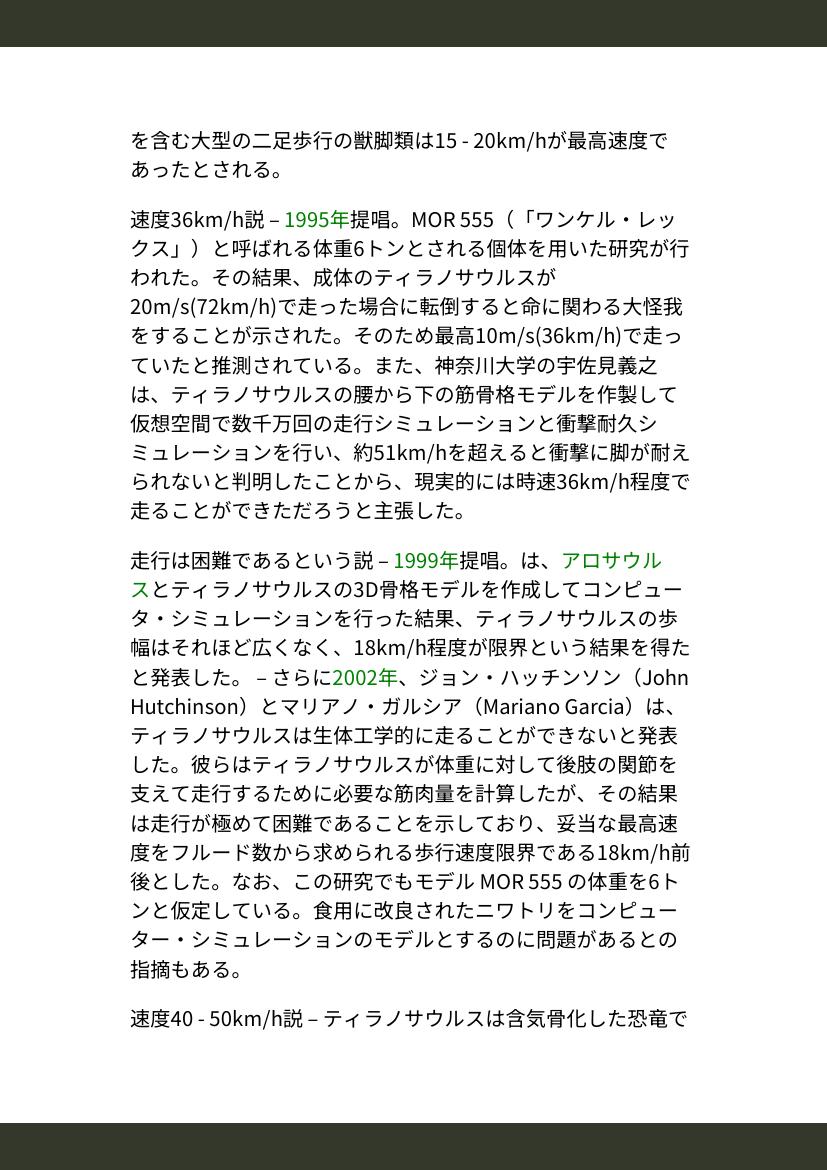 を含む大型の二足歩行の獣脚類は15 - 20km/hが最高速度で
あったとされる。
速度36km/h説 – 1995年提唱。MOR 555（「ワンケル・レッ
クス」）と呼ばれる体重6トンとされる個体を用いた研究が行
われた。その結果、成体のティラノサウルスが
20m/s(72km/h)で走った場合に転倒すると命に関わる大怪我
をすることが示された。そのため最高10m/s(36km/h)で走っ
ていたと推測されている。また、神奈川大学の宇佐見義之
は、ティラノサウルスの腰から下の筋骨格モデルを作製して
仮想空間で数千万回の走行シミュレーションと衝撃耐久シ
ミュレーションを行い、約51km/hを超えると衝撃に脚が耐え
られないと判明したことから、現実的には時速36km/h程度で
走ることができただろうと主張した。
走行は困難であるという説 – 1999年提唱。は、アロサウル
スとティラノサウルスの3D骨格モデルを作成してコンピュー
タ・シミュレーションを行った結果、ティラノサウルスの歩
幅はそれほど広くなく、18km/h程度が限界という結果を得た
と発表した。 – さらに2002年、ジョン・ハッチンソン（John
Hutchinson）とマリアノ・ガルシア（Mariano Garcia）は、
ティラノサウルスは生体工学的に走ることができないと発表
した。彼らはティラノサウルスが体重に対して後肢の関節を
支えて走行するために必要な筋肉量を計算したが、その結果
は走行が極めて困難であることを示しており、妥当な最高速
度をフルード数から求められる歩行速度限界である18km/h前
後とした。なお、この研究でもモデル MOR 555 の体重を6ト
ンと仮定している。食用に改良されたニワトリをコンピュー
ター・シミュレーションのモデルとするのに問題があるとの
指摘もある。
速度40 - 50km/h説 – ティラノサウルスは含気骨化した恐竜で